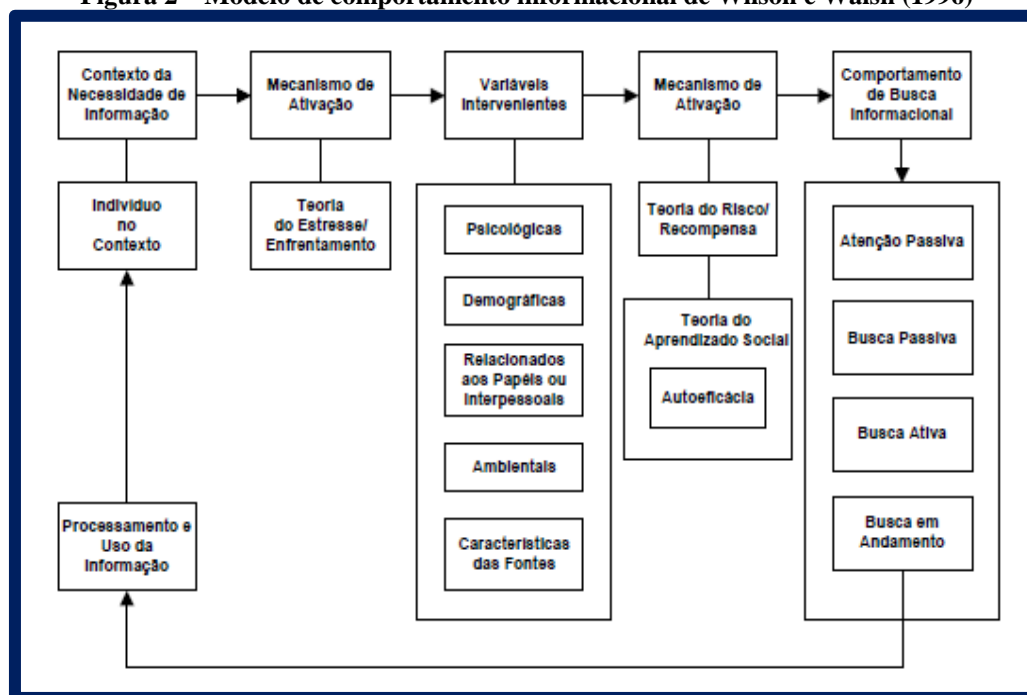 Figura 2 – Modelo de comportamento informacional de Wilson e Walsh (1996)
Contexto da
Necessidade de
Informação
Mecanismo de
Ativação
Variáveis
Intervenientes
Mecanismo de
Ativação
Comportamento
de Busca
Informacional
Indivíduo
no
Contexto
Teoria
do Estresse/
Enfrentamento
Psicológicas
Demográficas
Relacionados
aos Papéis ou
Interpessoais
Ambientais
Características
das Fontes
Teoria do Risco/
Recompensa
Teoria do
Aprendizado Social
Autoeficácia
Atenção Passiva
Busca Passiva
Busca Ativa
Busca em
Andamento
Processamento e
Uso da
Informação